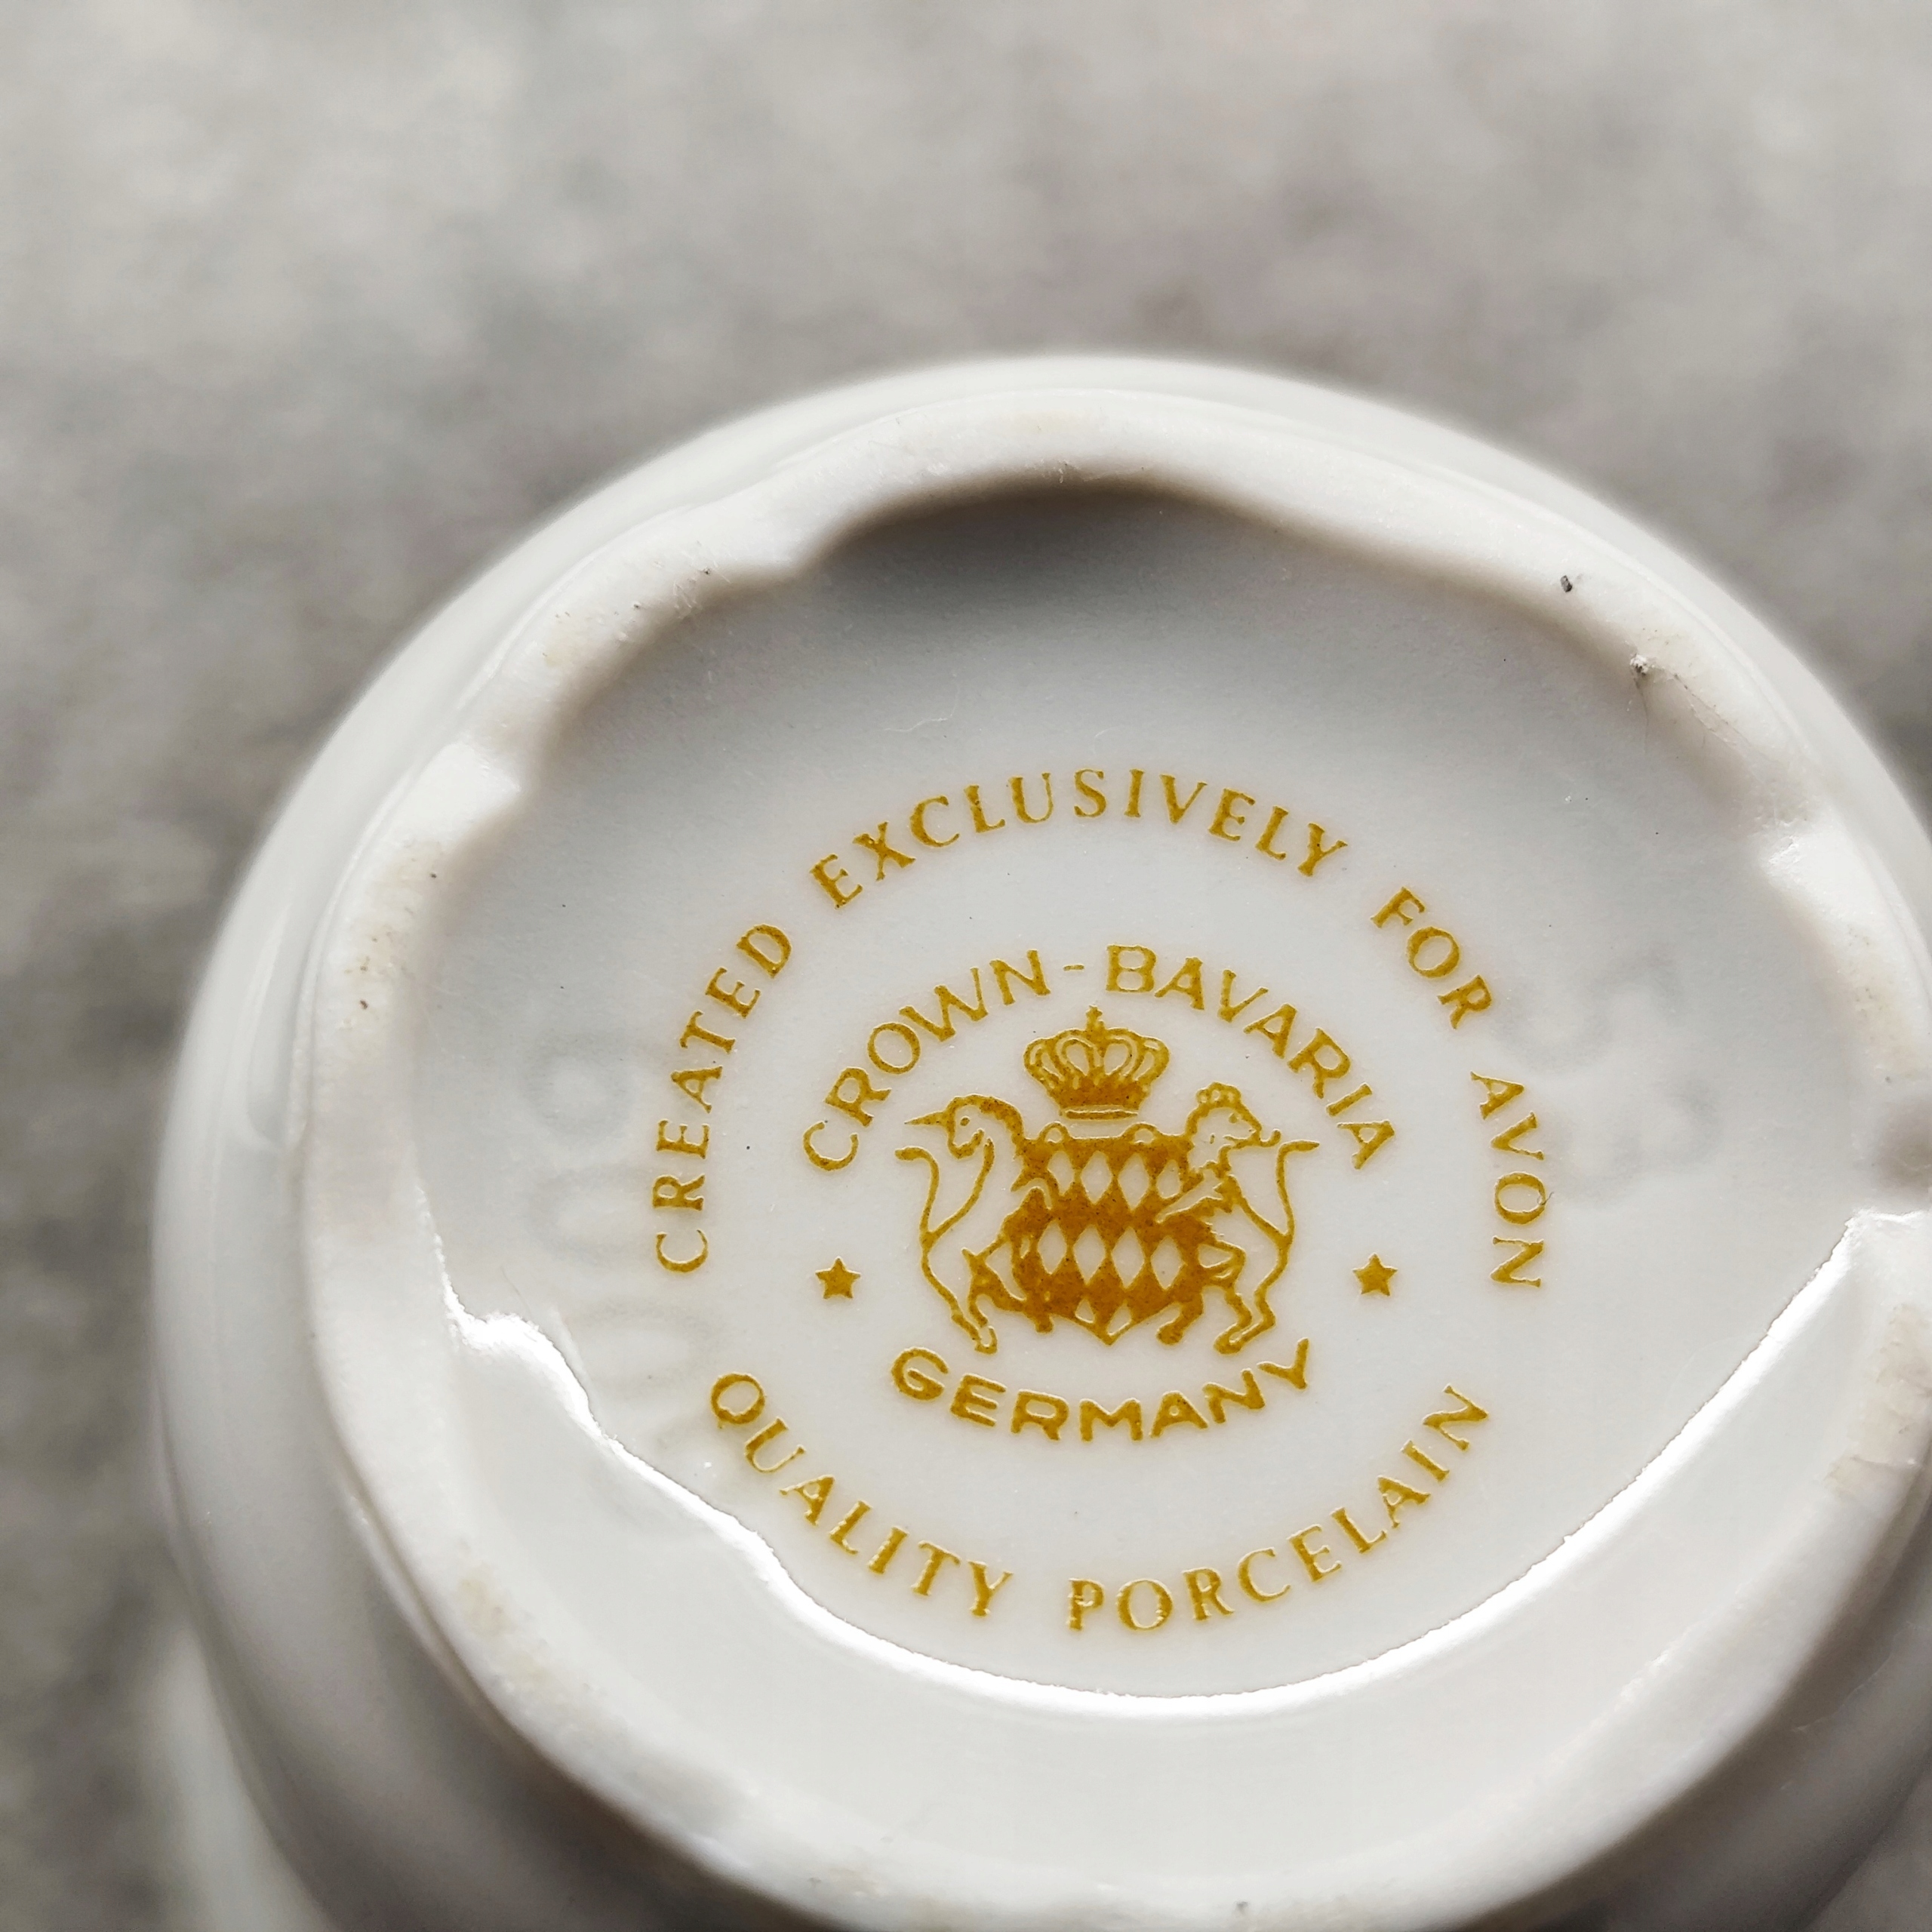 CREATED EXCLUSIVELY FOR AVON
CROWN-BAVARIA
GERMANY
QUALITY PORCELAIN